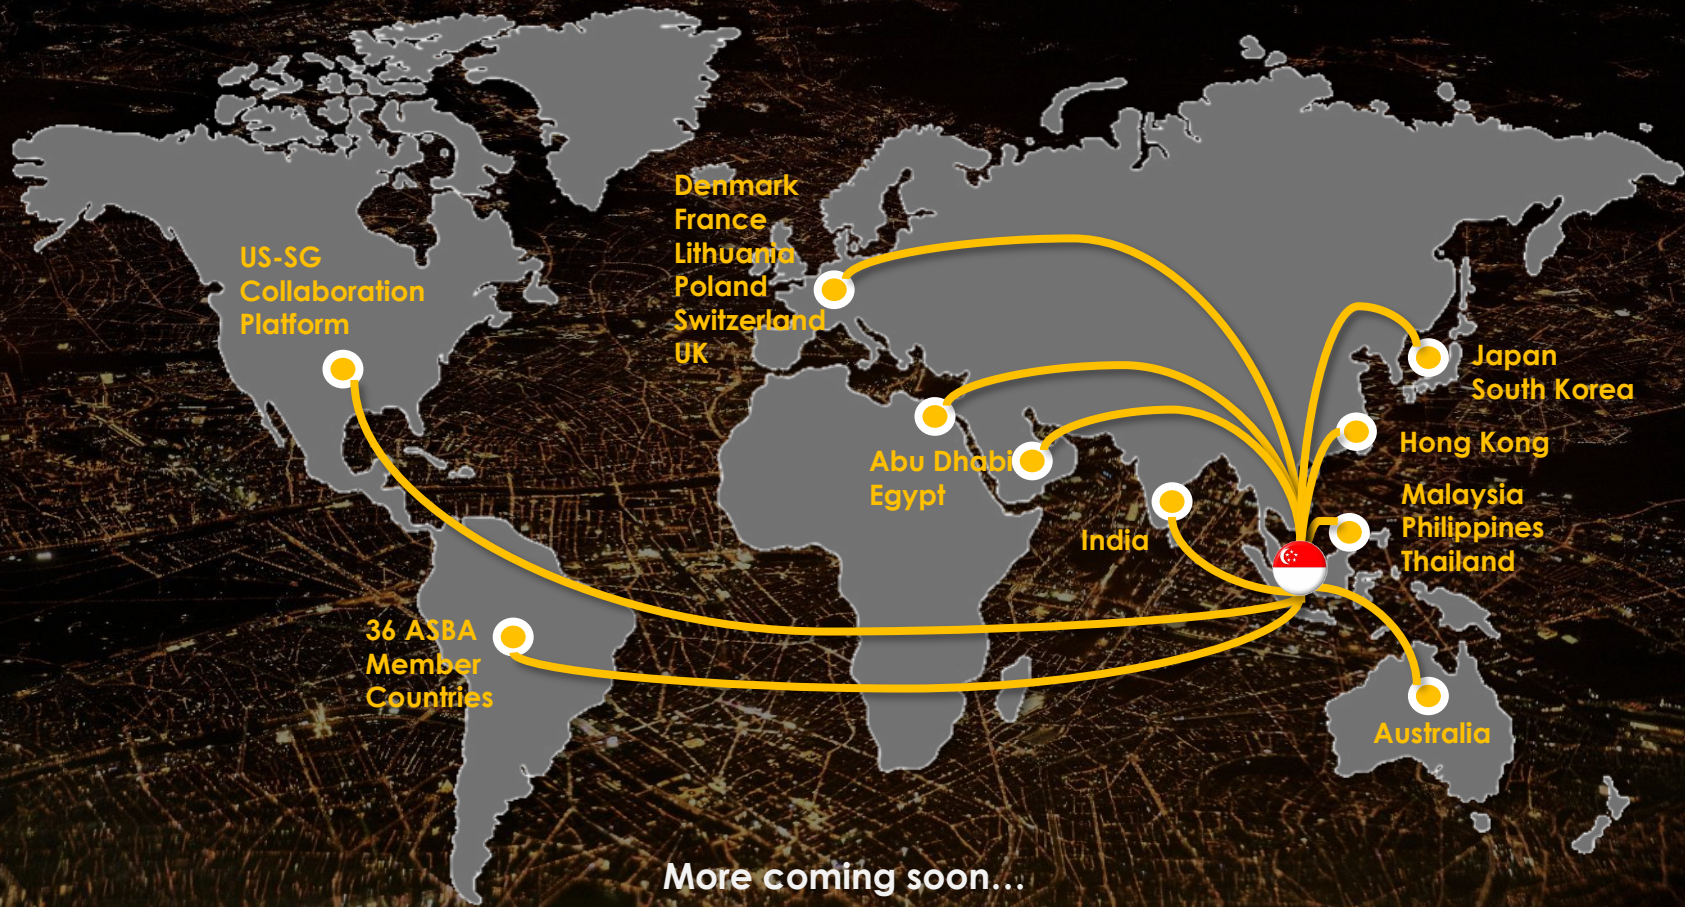 Denmark
France
Lithuania
Poland
Switzerland
UK
US-SG
Collaboration
Platform
Japan
South Korea
Hong Kong
Abu Dhabi
Egypt
Malaysia
Philippines
Thailand
India
36 ASBA
Member
Countries
Australia
More coming soon…